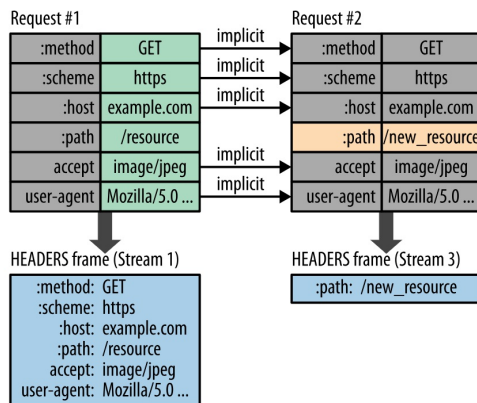 Request #1
:method GET
:scheme https
:host example.com
:path /resource
accept image/jpeg
user-agent Mozilla/5.0 ...
implicit
implicit
implicit
implicit
implicit
Request #2
:method GET
:scheme https
:host example.com
:path /new_resource
accept image/jpeg
user-agent Mozilla/5.0 ...
HEADERS frame (Stream 1)
:method: GET
:scheme: https
:host: example.com
:path: /resource
accept: image/jpeg
user-agent: Mozilla/5.0 ...
HEADERS frame (Stream 3)
:path: /new_resource